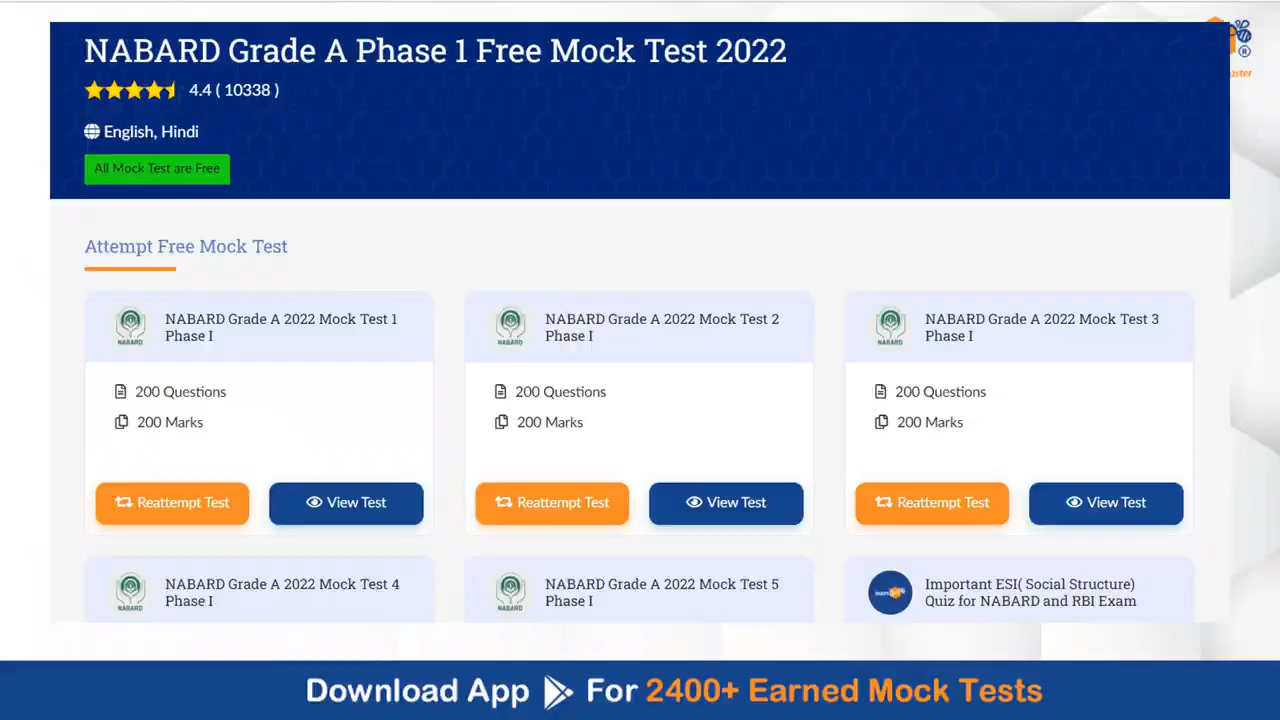 NABARD Grade A Phase 1 Free Mock Test 2022
4.4 ( 10338 )
English, Hindi
All Mock Test are Free
Attempt Free Mock Test
NABARD
NABARD Grade A 2022 Mock Test 1
Phase I
200 Questions
200 Marks
Reattempt Test
View Test
NABARD
NABARD Grade A 2022 Mock Test 2
Phase I
200 Questions
200 Marks
Reattempt Test
View Test
NABARD
NABARD Grade A 2022 Mock Test 3
Phase I
200 Questions
200 Marks
Reattempt Test
View Test
NABARD
NABARD Grade A 2022 Mock Test 4
Phase I
NABARD
NABARD Grade A 2022 Mock Test 5
Phase I
Important ESI( Social Structure)
Quiz for NABARD and RBI Exam
Download App For 2400+ Earned Mock Tests